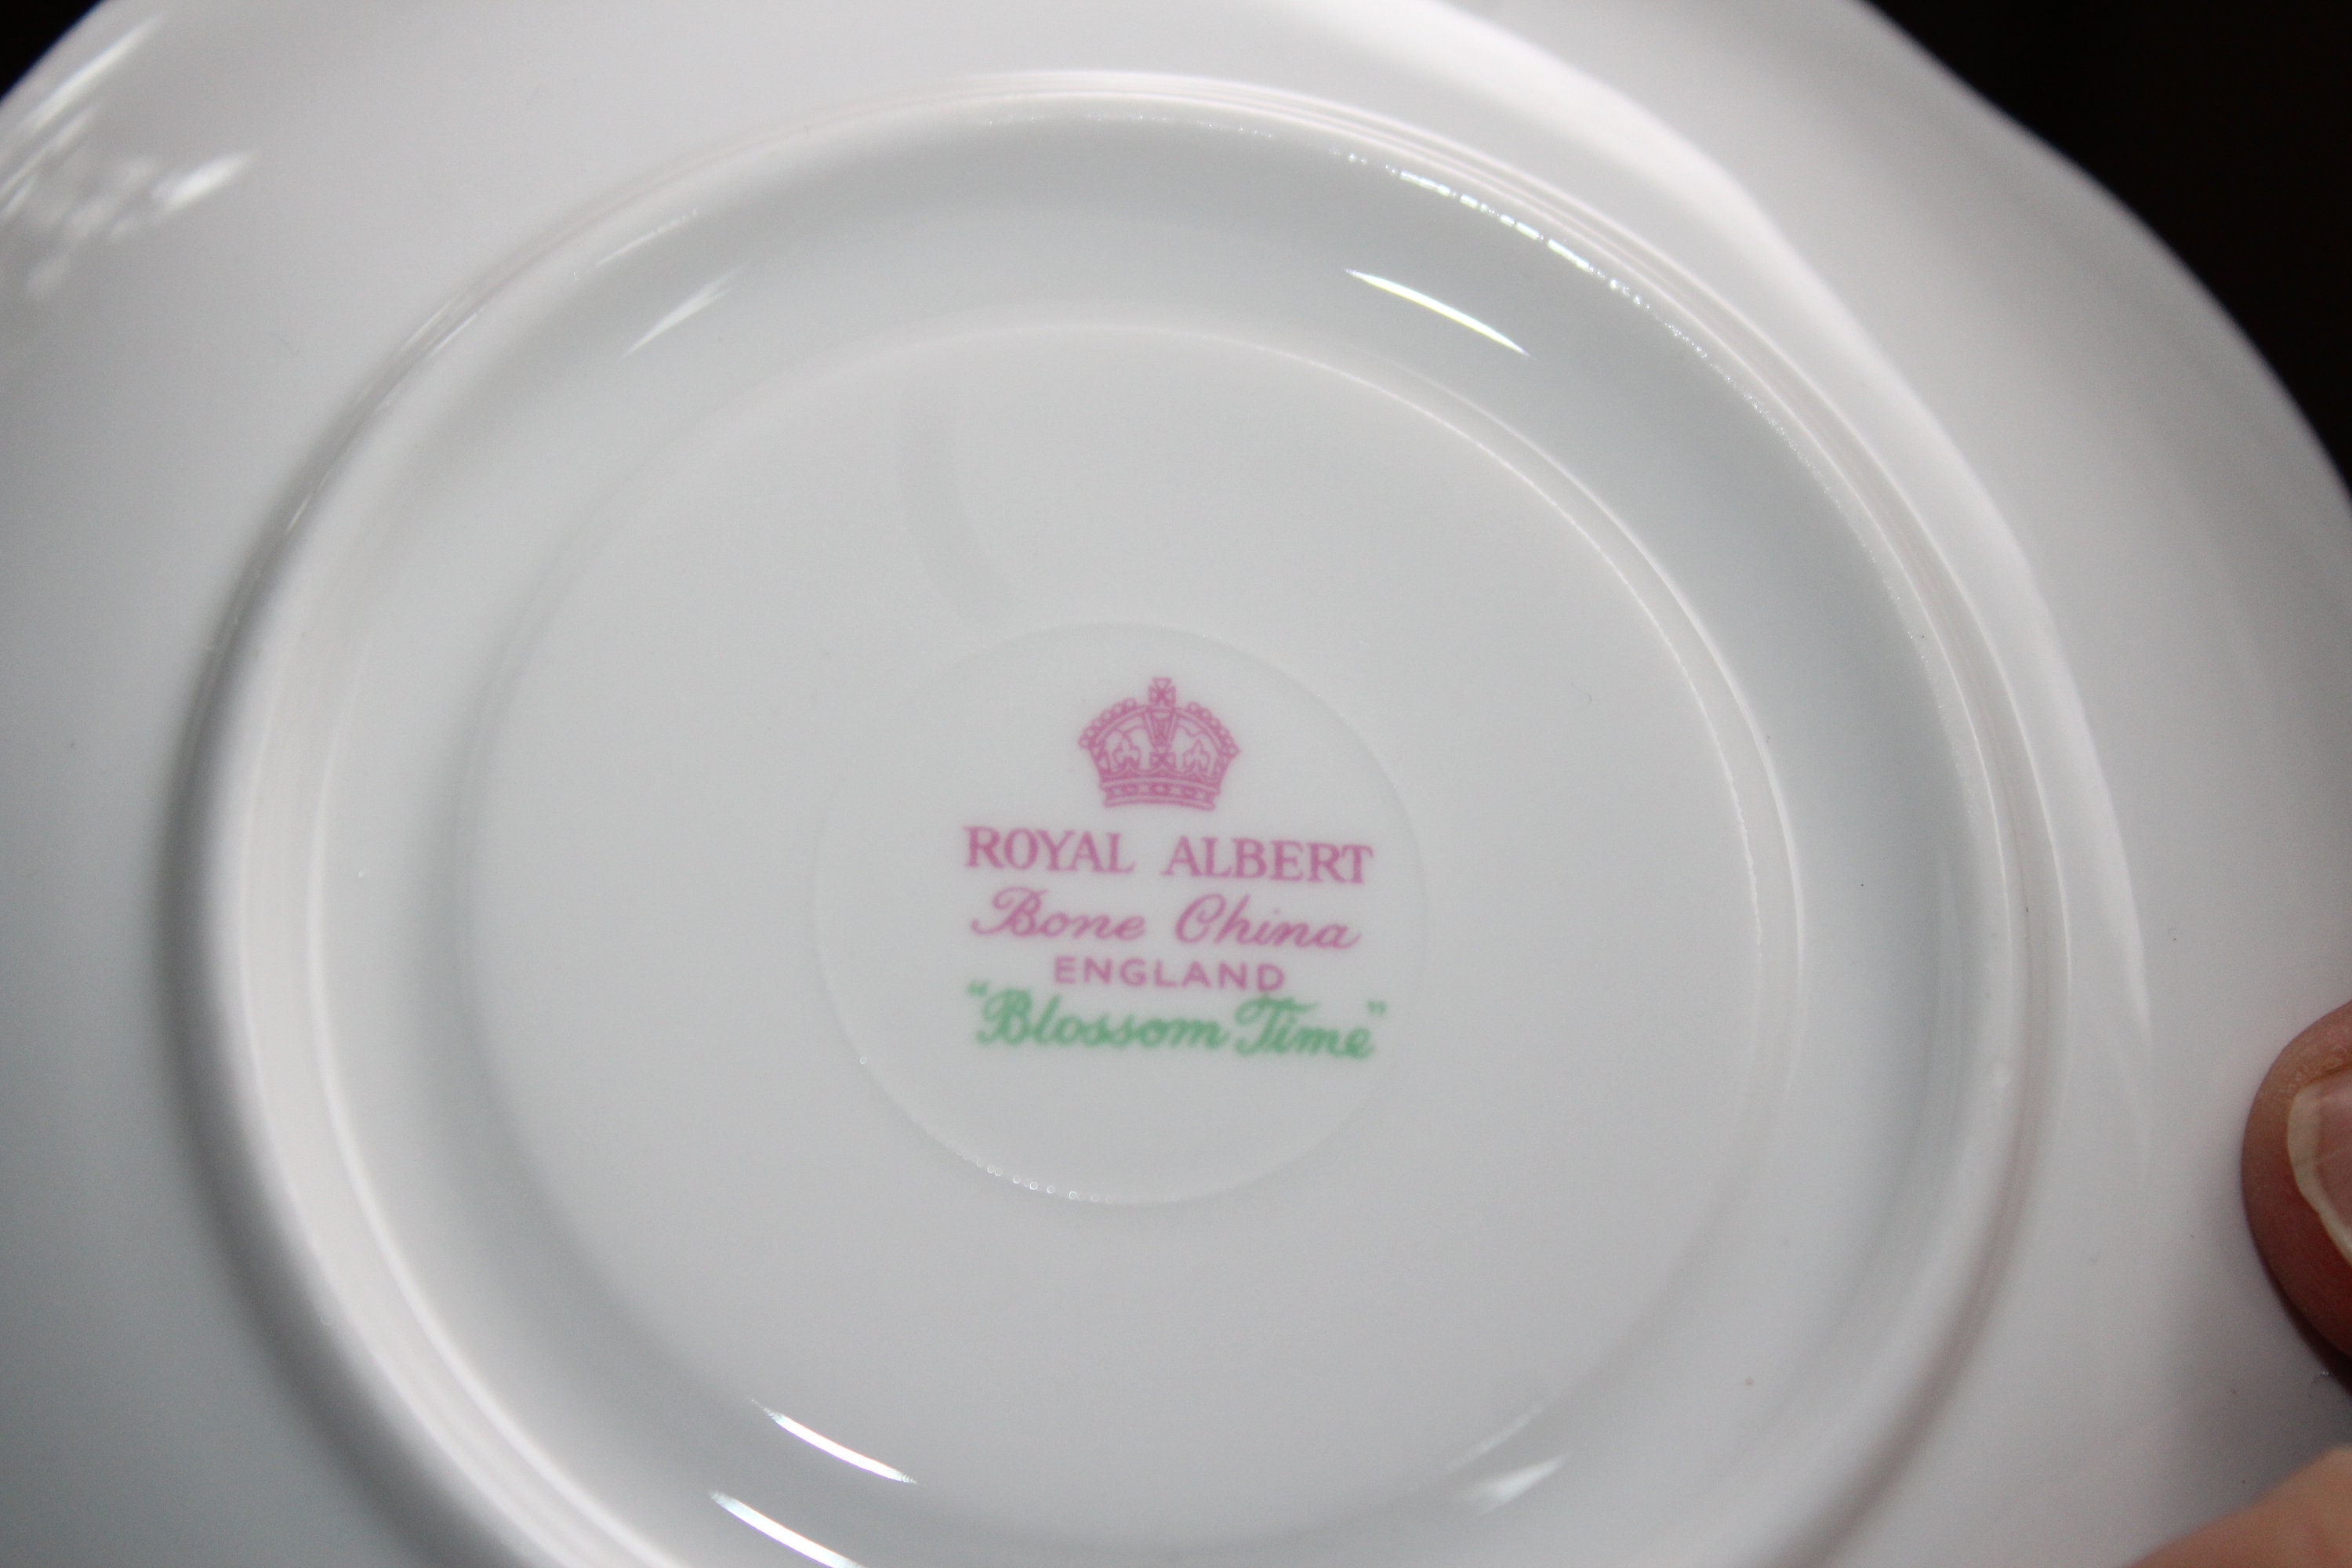 ROYAL ALBERT
Bone China
ENGLAND
“Blossom Time”